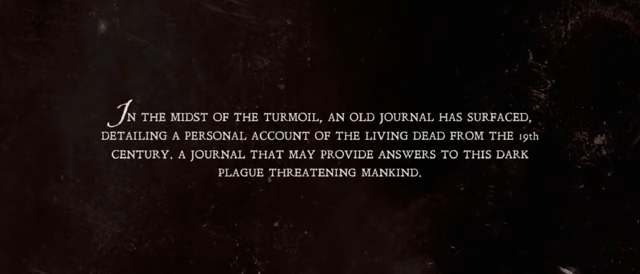 In the midst of the turmoil, an old journal has surfaced,
detailing a personal account of the living dead from the 19th
century. A journal that may provide answers to this dark
plague threatening mankind.